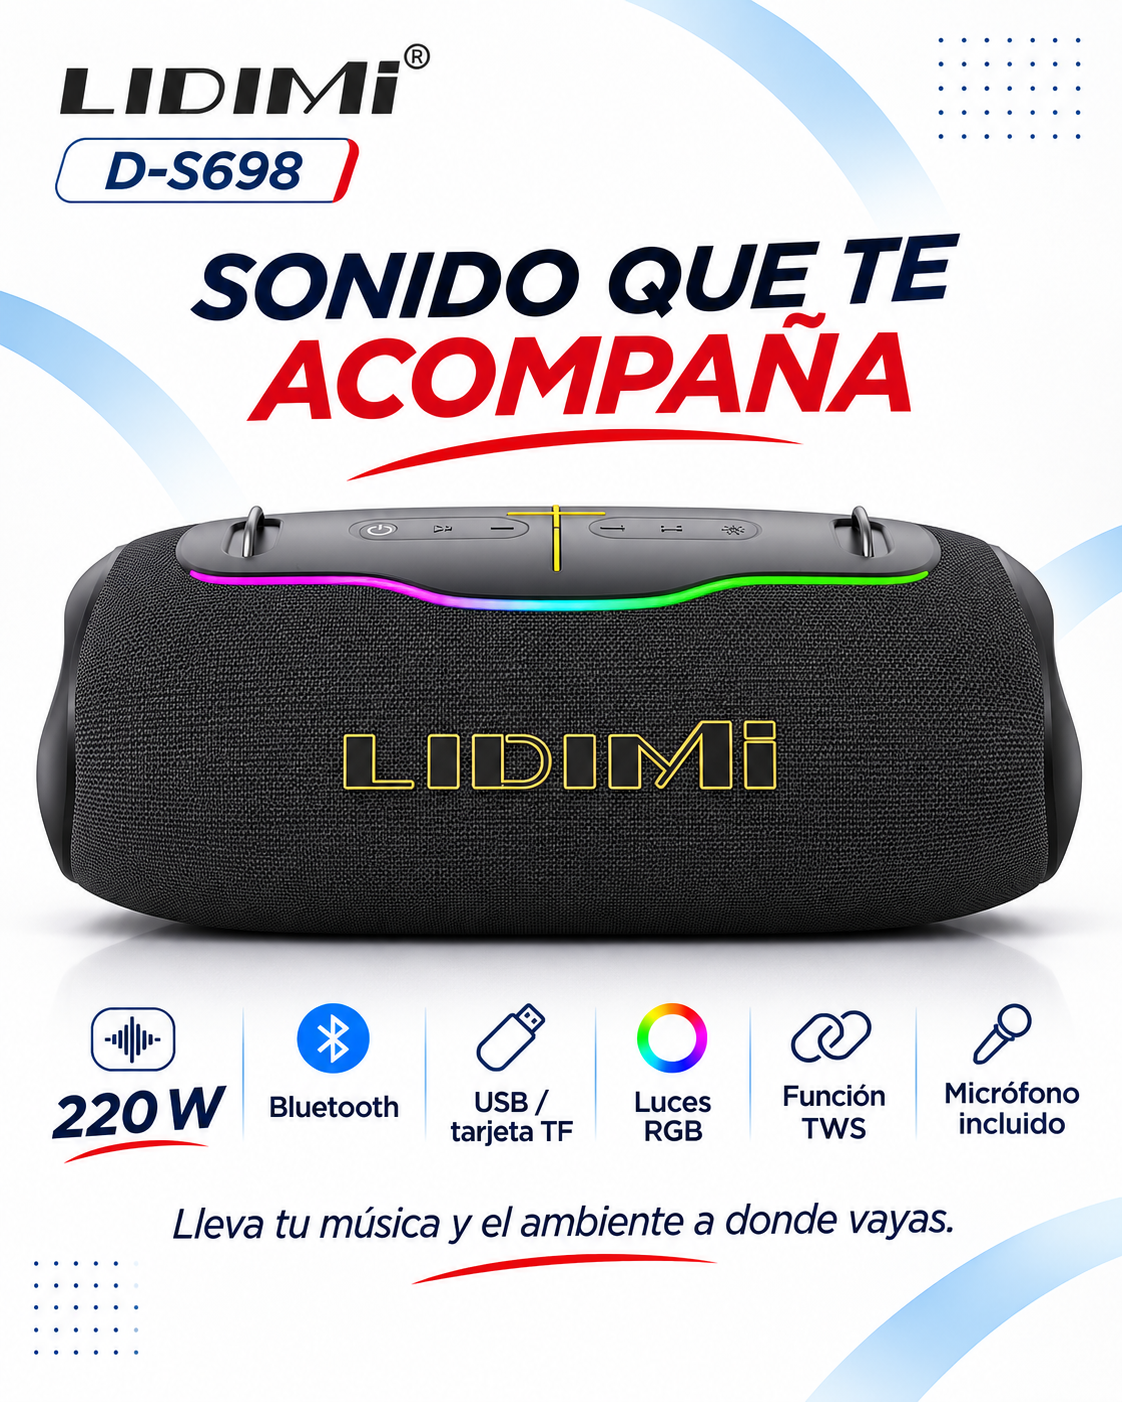 LIDIMi®
D-S698
SONIDO QUE TE
ACOMPAÑA
LIDIMi
220 W
Bluetooth
USB /
tarjeta TF
Luces
RGB
Función
TWS
Micrófono
incluido
Lleva tu música y el ambiente a donde vayas.